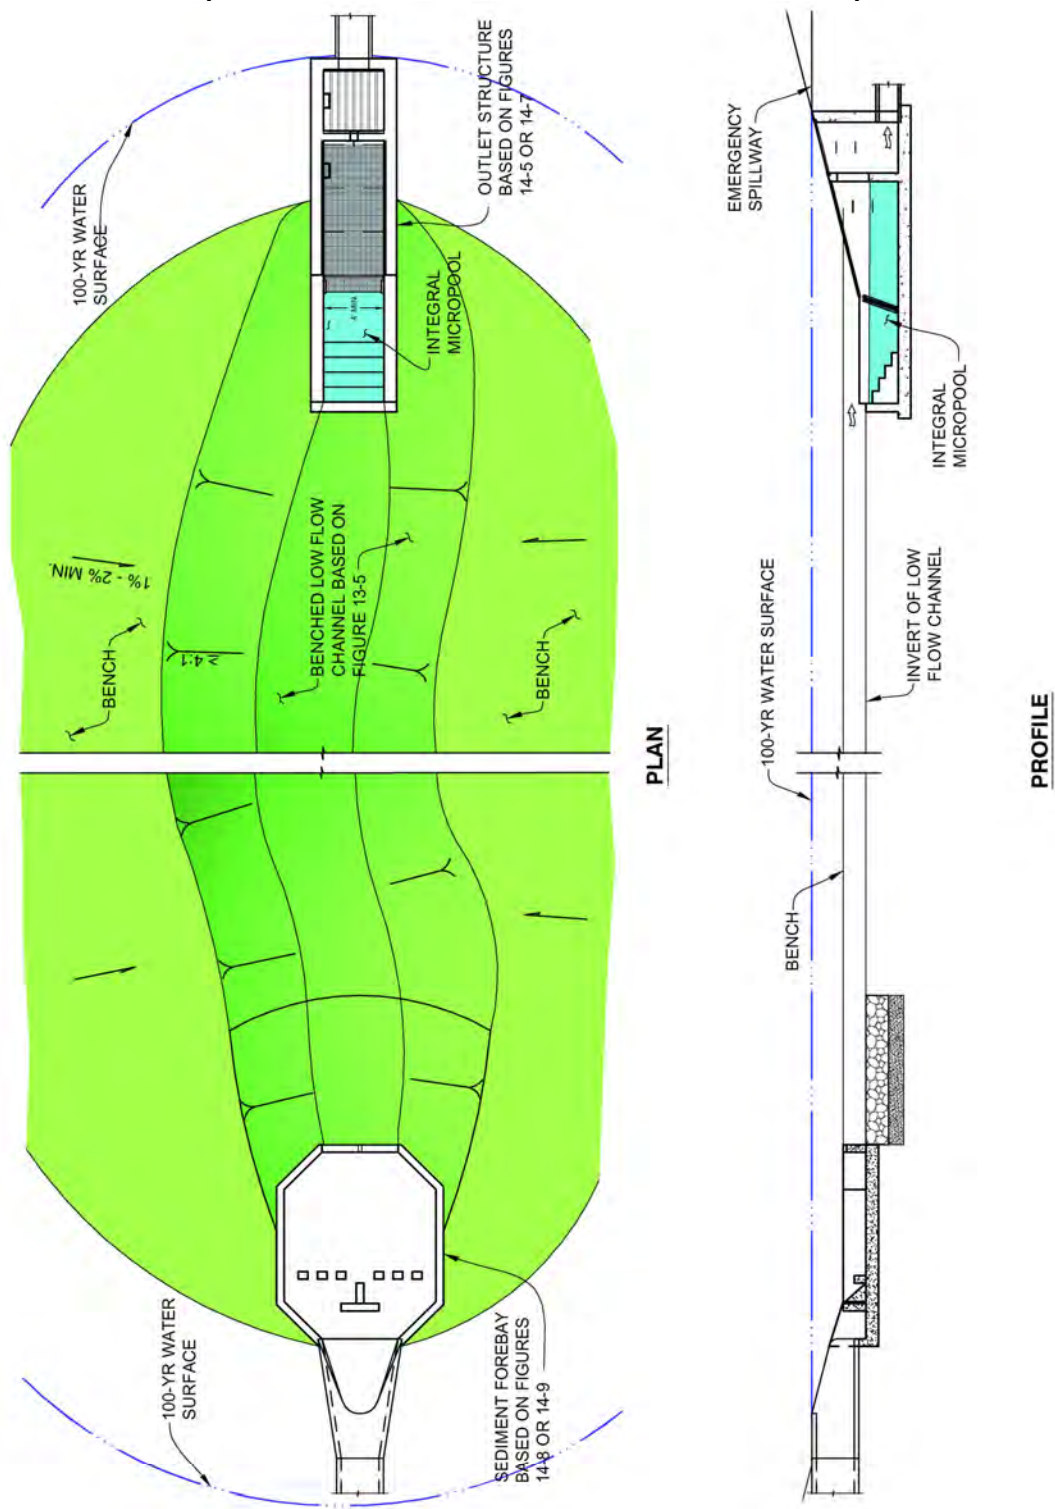 100-YR WATER
SURFACE
OUTLET STRUCTURE
BASED ON FIGURES
14-5 OR 14-7
4' MIN.
INTEGRAL
MICROPOOL
1% - 2% MIN.
BENCH
≥ 4:1
BENCHED LOW FLOW
CHANNEL BASED ON
FIGURE 13-5
BENCH
100-YR WATER
SURFACE
SEDIMENT FOREBAY
BASED ON FIGURES
14-8 OR 14-9
PLAN
EMERGENCY
SPILLWAY
INTEGRAL
MICROPOOL
100-YR WATER SURFACE
INVERT OF LOW
FLOW CHANNEL
BENCH
PROFILE